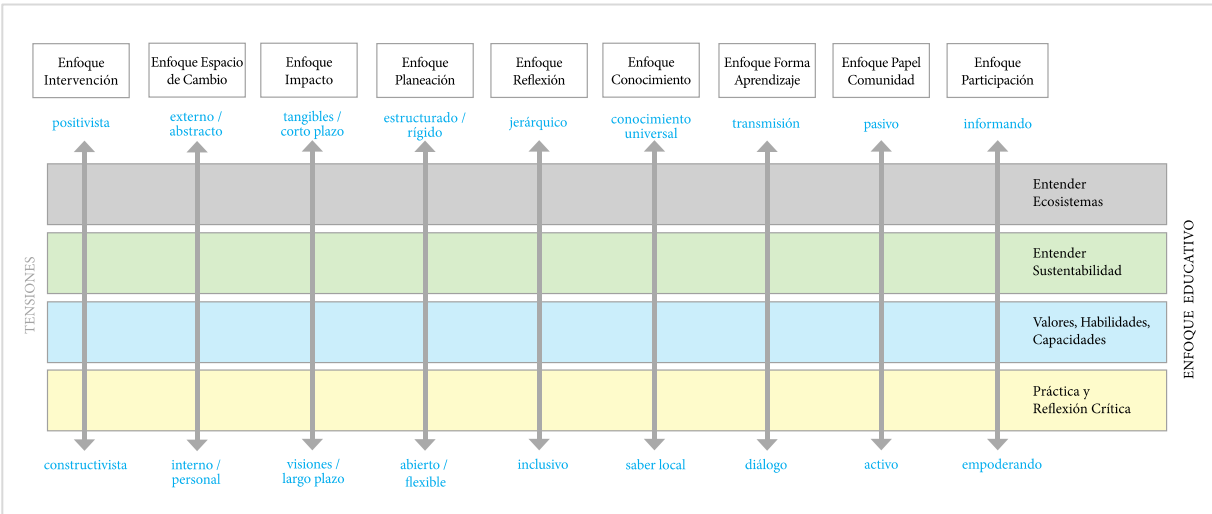 Enfoque
Intervención
Enfoque Espacio
de Cambio
Enfoque
Impacto
Enfoque
Planeación
Enfoque
Reflexión
Enfoque
Conocimiento
Enfoque Forma
Aprendizaje
Enfoque Papel
Comunidad
Enfoque
Participación
positivista
externo /
abstracto
tangibles /
corto plazo
estructurado /
rígido
jerárquico
conocimiento
universal
transmisión
pasivo
informando
TENSIONES
Entender
Ecosistemas
Entender
Sustentabilidad
Valores, Habilidades,
Capacidades
Práctica y
Reflexión Crítica
ENFOQUE EDUCATIVO
constructivista
interno /
personal
visiones /
largo plazo
abierto /
flexible
inclusivo
saber local
diálogo
activo
empoderando